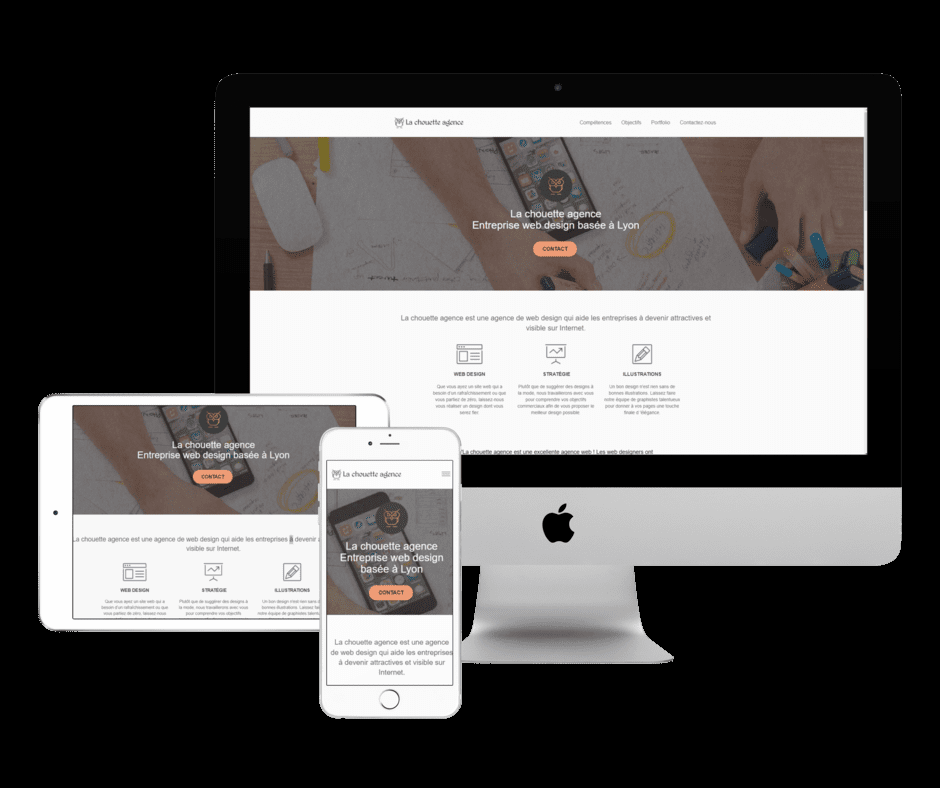 La chouette agence
Compétences Objectifs Portfolio Contactez nous
La chouette agence
Entreprise web design basée à Lyon
CONTACT
La chouette agence est une agence de web design qui aide les entreprises à devenir attractives et
visible sur Internet.
WEB DESIGN
Que vous ayez un site web qui a
besoin d'un rafraîchissement ou que
vous partiez de zéro, laissez nous
vous réaliser un design dont vous
serez fier.
STRATÉGIE
Plutôt que de suggérer des designs à
la mode, nous travaillerons avec vous
pour comprendre vos objectifs
commerciaux afin de vous proposer le
meilleur design possible
ILLUSTRATIONS
Un bon design n'est rien sans de
bonnes illustrations. Laissez faire
notre équipe de graphistes talentueux
pour donner à vos pages une touche
finale d'
La chouette agence est une excellente agence web ! Les web designers ont
La chouette agence
Entreprise web design basée à Lyon
CONTACT
La chouette agence est une agence de web design qui aide les entreprises à devenir
visible sur Internet.
WEB DESIGN
Que vous ayez un site web qui a
besoin d'un rafraîchissement ou que
vous partiez de zéro, laissez nous
STRATÉGIE
Plutôt que de suggérer des designs à
la mode, nous travaillerons avec vous
pour comprendre vos objectifs
ILLUSTRATIONS
Un bon design n'est rien sans de
bonnes illustrations. Laissez faire
notre équipe de graphistes talentueux
La chouette agence
La chouette agence
Entreprise web design
basée à Lyon
CONTACT
La chouette agence est une agence
de web design qui aide les entreprises
à devenir attractives et visible sur
Internet.